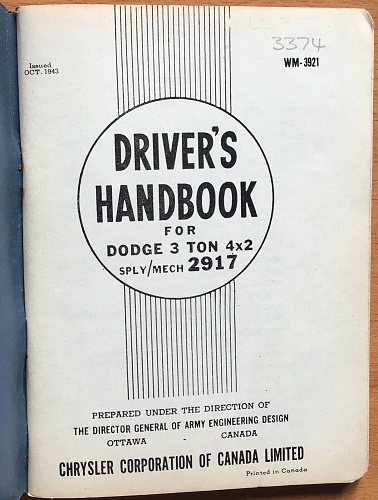 3374
Issued
OCT. 1943
WM-3921
DRIVER'S
HANDBOOK
FOR
DODGE 3 TON 4x2
SPLY/MECH 2917
PREPARED UNDER THE DIRECTION OF
THE DIRECTOR GENERAL OF ARMY ENGINEERING DESIGN
OTTAWA - CANADA
CHRYSLER CORPORATION OF CANADA LIMITED
Printed in Canada